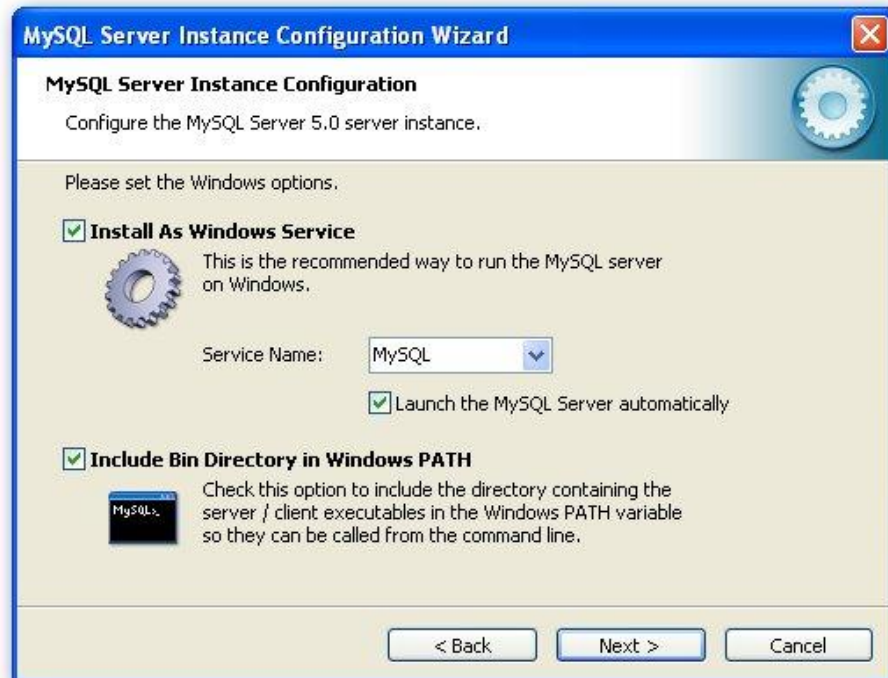 MySQL Server Instance Configuration Wizard
MySQL Server Instance Configuration
Configure the MySQL Server 5.0 server instance.
Please set the Windows options.
Install As Windows Service
This is the recommended way to run the MySQL server
on Windows.
Service Name: MySQL
Launch the MySQL Server automatically
Include Bin Directory in Windows PATH
MySQL>_
Check this option to include the directory containing the
server / client executables in the Windows PATH variable
so they can be called from the command line.
< Back Next > Cancel